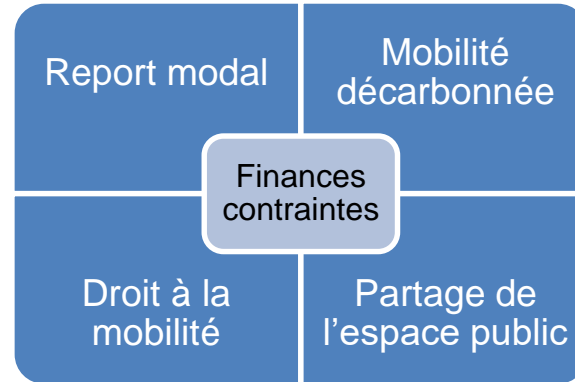 Report modal
Mobilité
décarbonnée
Finances
contraintes
Droit à la
mobilité
Partage de
l’espace public